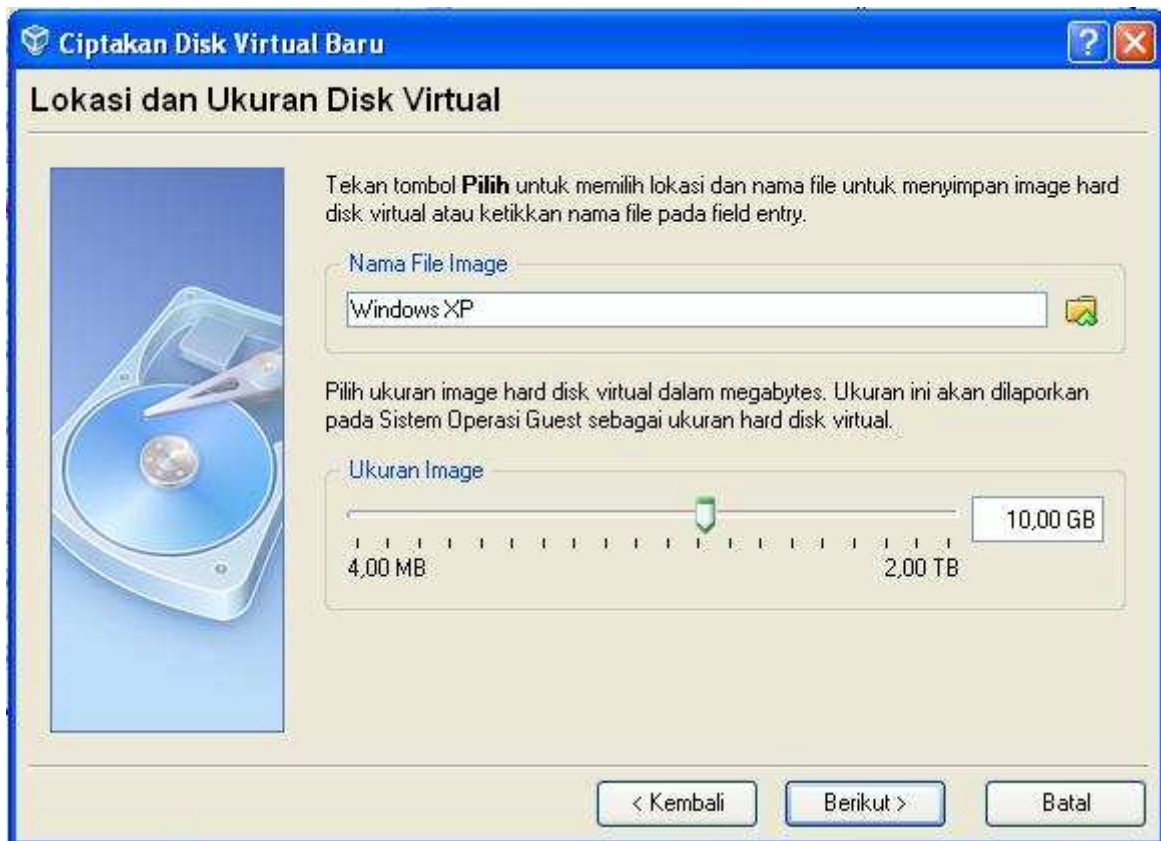 Ciptakan Disk Virtual Baru
Lokasi dan Ukuran Disk Virtual
Tekan tombol Pilih untuk memilih lokasi dan nama file untuk menyimpan image hard
disk virtual atau ketikkan nama file pada field entry.
Nama File Image
Windows XP
Pilih ukuran image hard disk virtual dalam megabytes. Ukuran ini akan dilaporkan
pada Sistem Operasi Guest sebagai ukuran hard disk virtual.
Ukuran Image
10,00 GB
4,00 MB 2,00 TB
< Kembali Berikut > Batal